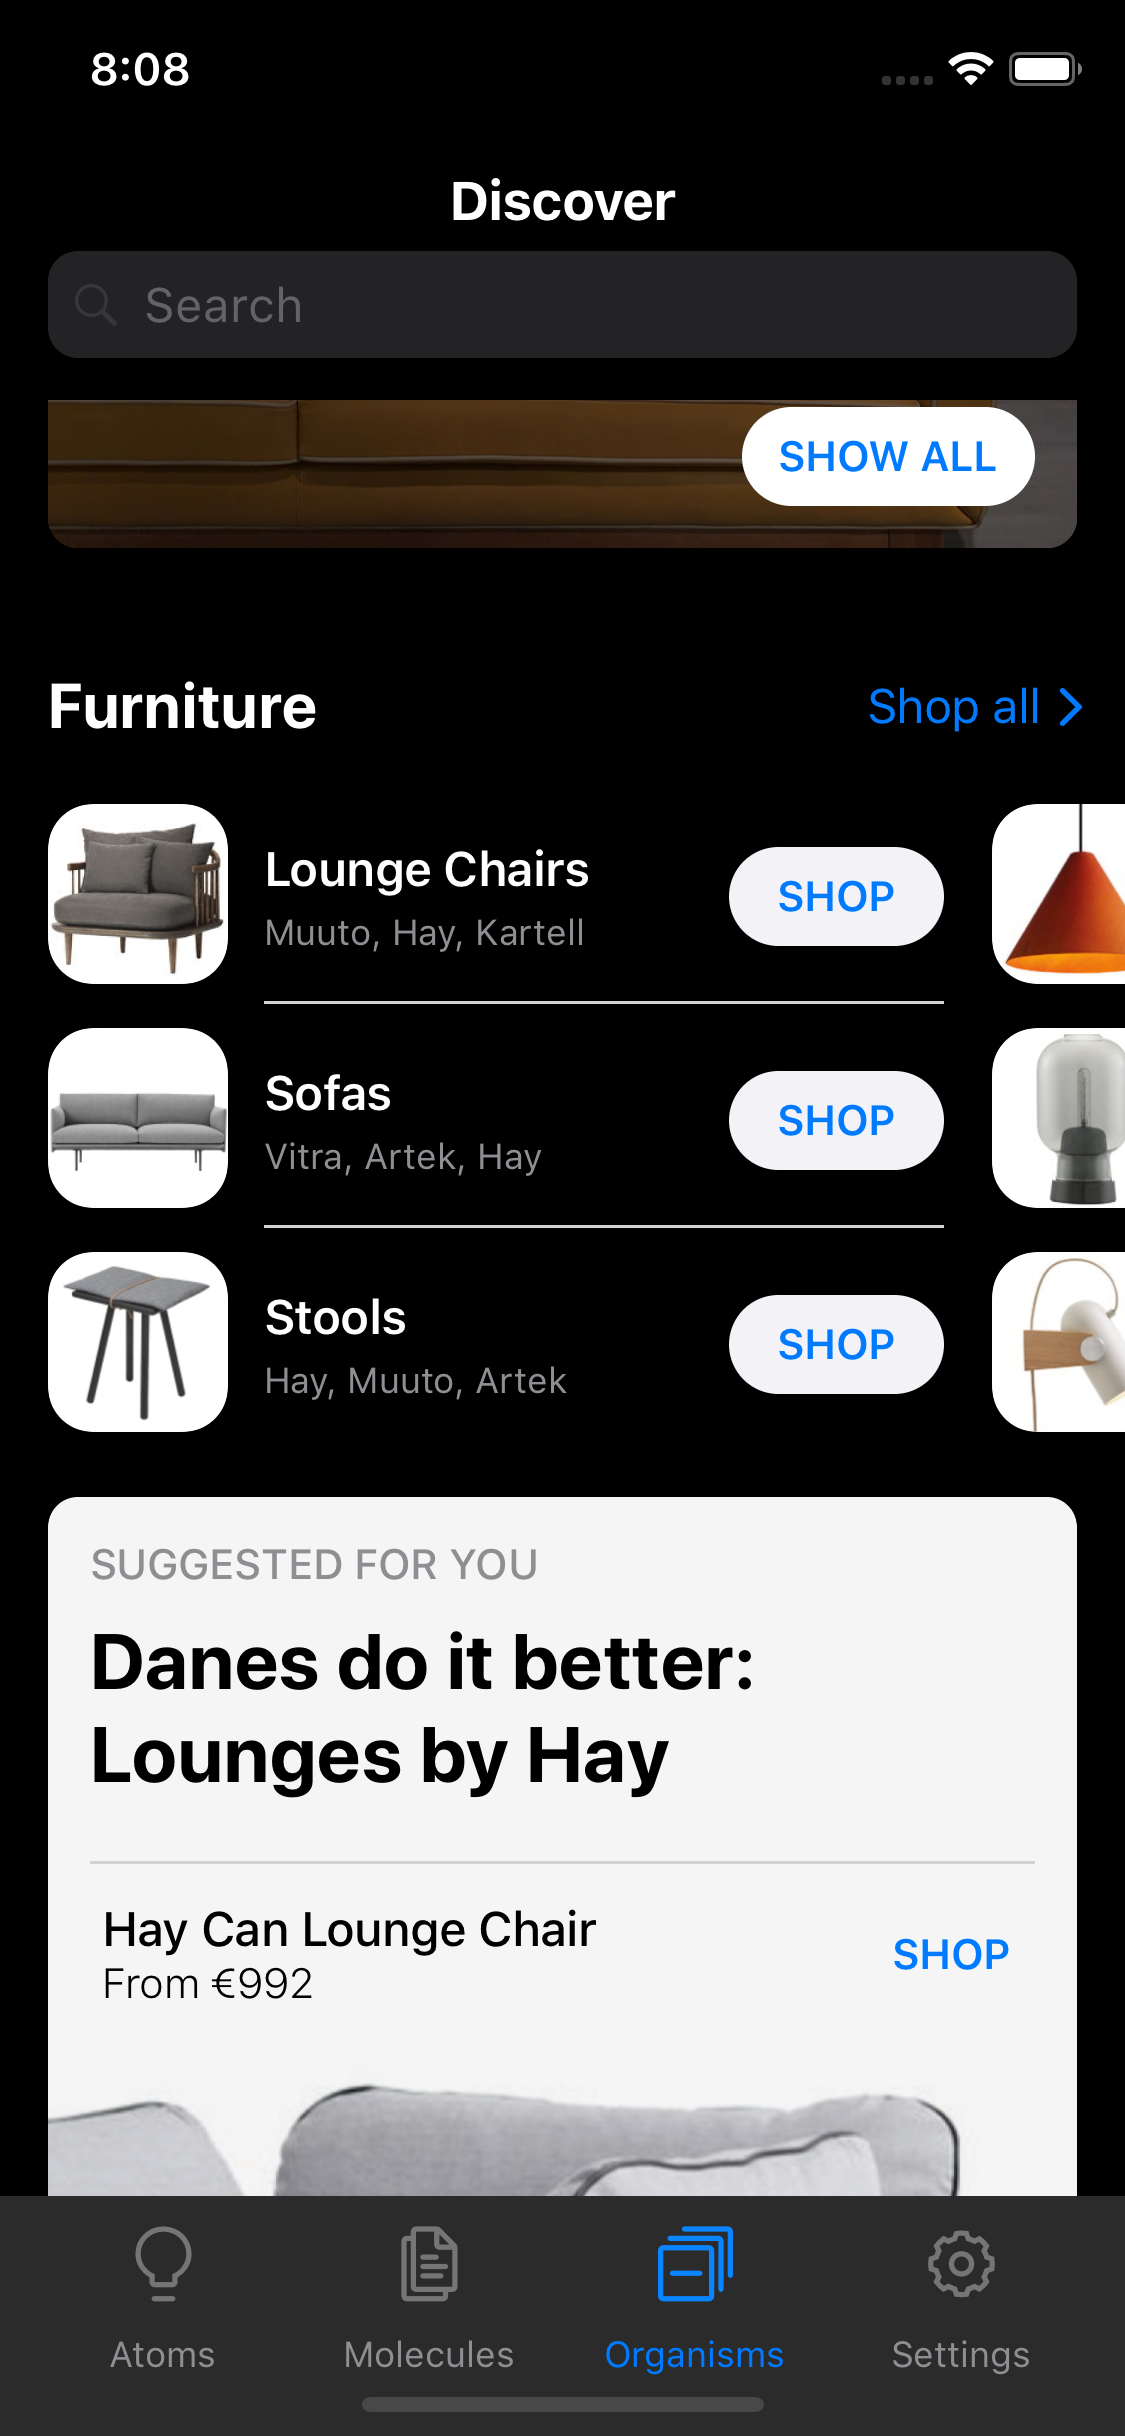 8:08
Discover
Search
SHOW ALL
Furniture
Shop all
Lounge Chairs
Muuto, Hay, Kartell
SHOP
Sofas
Vitra, Artek, Hay
SHOP
Stools
Hay, Muuto, Artek
SHOP
SUGGESTED FOR YOU
Danes do it better:
Lounges by Hay
Hay Can Lounge Chair
From €992
SHOP
Atoms
Molecules
Organisms
Settings